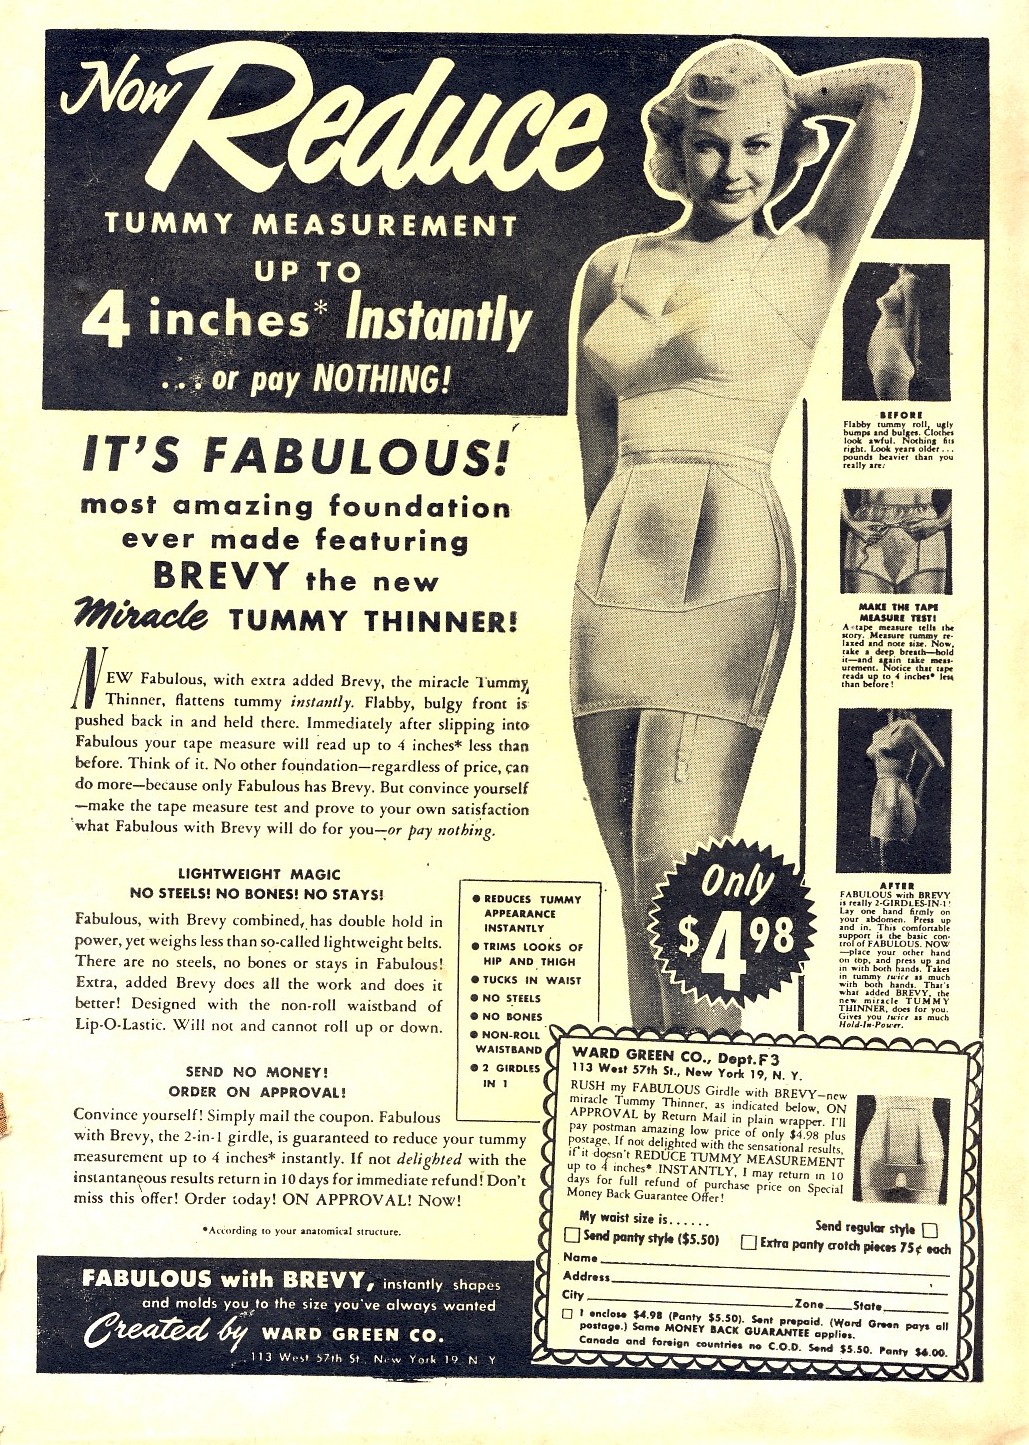 Now Reduce
TUMMY MEASUREMENT
UP TO
4 inches* Instantly
... or pay NOTHING!
IT'S FABULOUS!
most amazing foundation
ever made featuring
BREVY the new
Miracle TUMMY THINNER!
NEW Fabulous, with extra added Brevy, the miracle Tummy
Thinner, flattens tummy instantly. Flabby, bulgy front is
pushed back in and held there. Immediately after slipping into
Fabulous your tape measure will read up to 4 inches* less than
before. Think of it. No other foundation—regardless of price, can
do more—because only Fabulous has Brevy. But convince yourself
—make the tape measure test and prove to your own satisfaction
what Fabulous with Brevy will do for you—or pay nothing.
LIGHTWEIGHT MAGIC
NO STEELS! NO BONES! NO STAYS!
Fabulous, with Brevy combined, has double hold in
power, yet weighs less than so-called lightweight belts.
There are no steels, no bones or stays in Fabulous!
Extra, added Brevy does all the work and does it
better! Designed with the non-roll waistband of
Lip-O-Lastic. Will not and cannot roll up or down.
SEND NO MONEY!
ORDER ON APPROVAL!
Convince yourself! Simply mail the coupon. Fabulous
with Brevy, the 2-in-1 girdle, is guaranteed to reduce your tummy
measurement up to 4 inches* instantly. If not delighted with the
instantaneous results return in 10 days for immediate refund! Don't
miss this offer! Order today! ON APPROVAL! Now!
*According to your anatomical structure.
● REDUCES TUMMY
APPEARANCE
INSTANTLY
● TRIMS LOOKS OF
HIP AND THIGH
● TUCKS IN WAIST
● NO STEELS
● NO BONES
● NON-ROLL
WAISTBAND
● 2 GIRDLES
IN 1
Only
$4.98
BEFORE
Flabby tummy roll, ugly
bumps and bulges. Clothes
look awful. Nothing fits
right. Look years older . . .
pounds heavier than you
really are.
MAKE THE TAPE
MEASURE TEST!
A tape measure tells the
story. Measure tummy re-
laxed and note size. Now,
take a deep breath—hold
it—and again take meas-
urement. Notice that tape
reads up to 4 inches* less
than before!
AFTER
FABULOUS with BREVY
is really 2-GIRDLES-IN-1!
Lay one hand firmly on
your abdomen. Press up
and in. This comfortable
support is the basic con-
trol of FABULOUS. NOW
—place your other hand
on top, and press up and
in with both hands. Takes
in tummy twice as much
with both hands. That's
what added BREVY, the
new miracle TUMMY
THINNER, does for you.
Gives you twice as much
Hold-In-Power.
WARD GREEN CO., Dept. F3
113 West 57th St., New York 19, N. Y.
RUSH my FABULOUS Girdle with BREVY—new
miracle Tummy Thinner, as indicated below, ON
APPROVAL by Return Mail in plain wrapper. I'll
pay postman amazing low price of only $4.98 plus
postage. If not delighted with the sensational results,
if it doesn't REDUCE TUMMY MEASUREMENT
up to 4 inches* INSTANTLY, I may return in 10
days for full refund of purchase price on Special
Money Back Guarantee Offer!
My waist size is . . . . . . Send regular style
Send panty style ($5.50) Extra panty crotch pieces 75¢ each
Name
Address
City Zone State
I enclose $4.98 (Panty $5.50). Sent prepaid. (Ward Green pays all
postage.) Same MONEY BACK GUARANTEE applies.
Canada and foreign countries no C.O.D. Send $5.50. Panty $6.00.
FABULOUS with BREVY, instantly shapes
and molds you to the size you've always wanted
Created by WARD GREEN CO.
113 West 57th St., New York 19 N Y